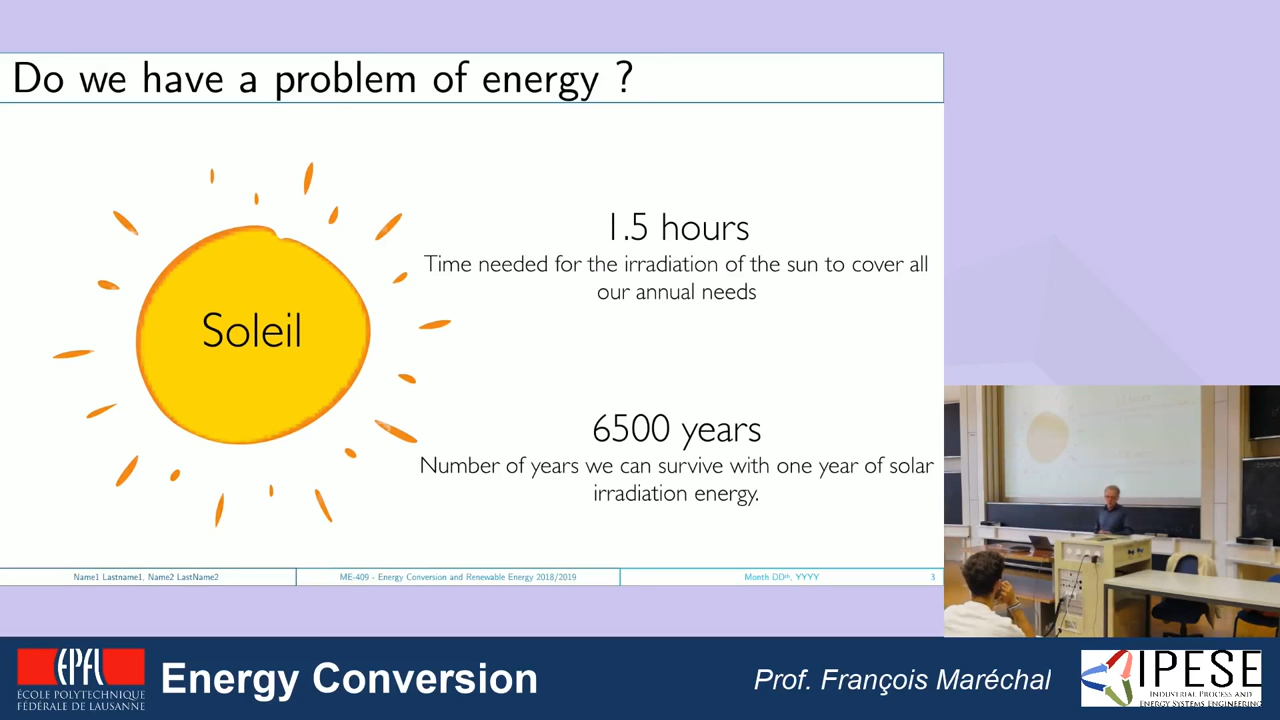 Do we have a problem of energy ?
Soleil
1.5 hours
Time needed for the irradiation of the sun to cover all
our annual needs
6500 years
Number of years we can survive with one year of solar
irradiation energy.
Name1 Lastname1, Name2 LastName2
ME-409 - Energy Conversion and Renewable Energy 2018/2019
Month DDth, YYYY
3
EPFL
ÉCOLE POLYTECHNIQUE
FÉDÉRALE DE LAUSANNE
Energy Conversion
Prof. François Maréchal
IPESE
Industrial Process and
Energy Systems Engineering